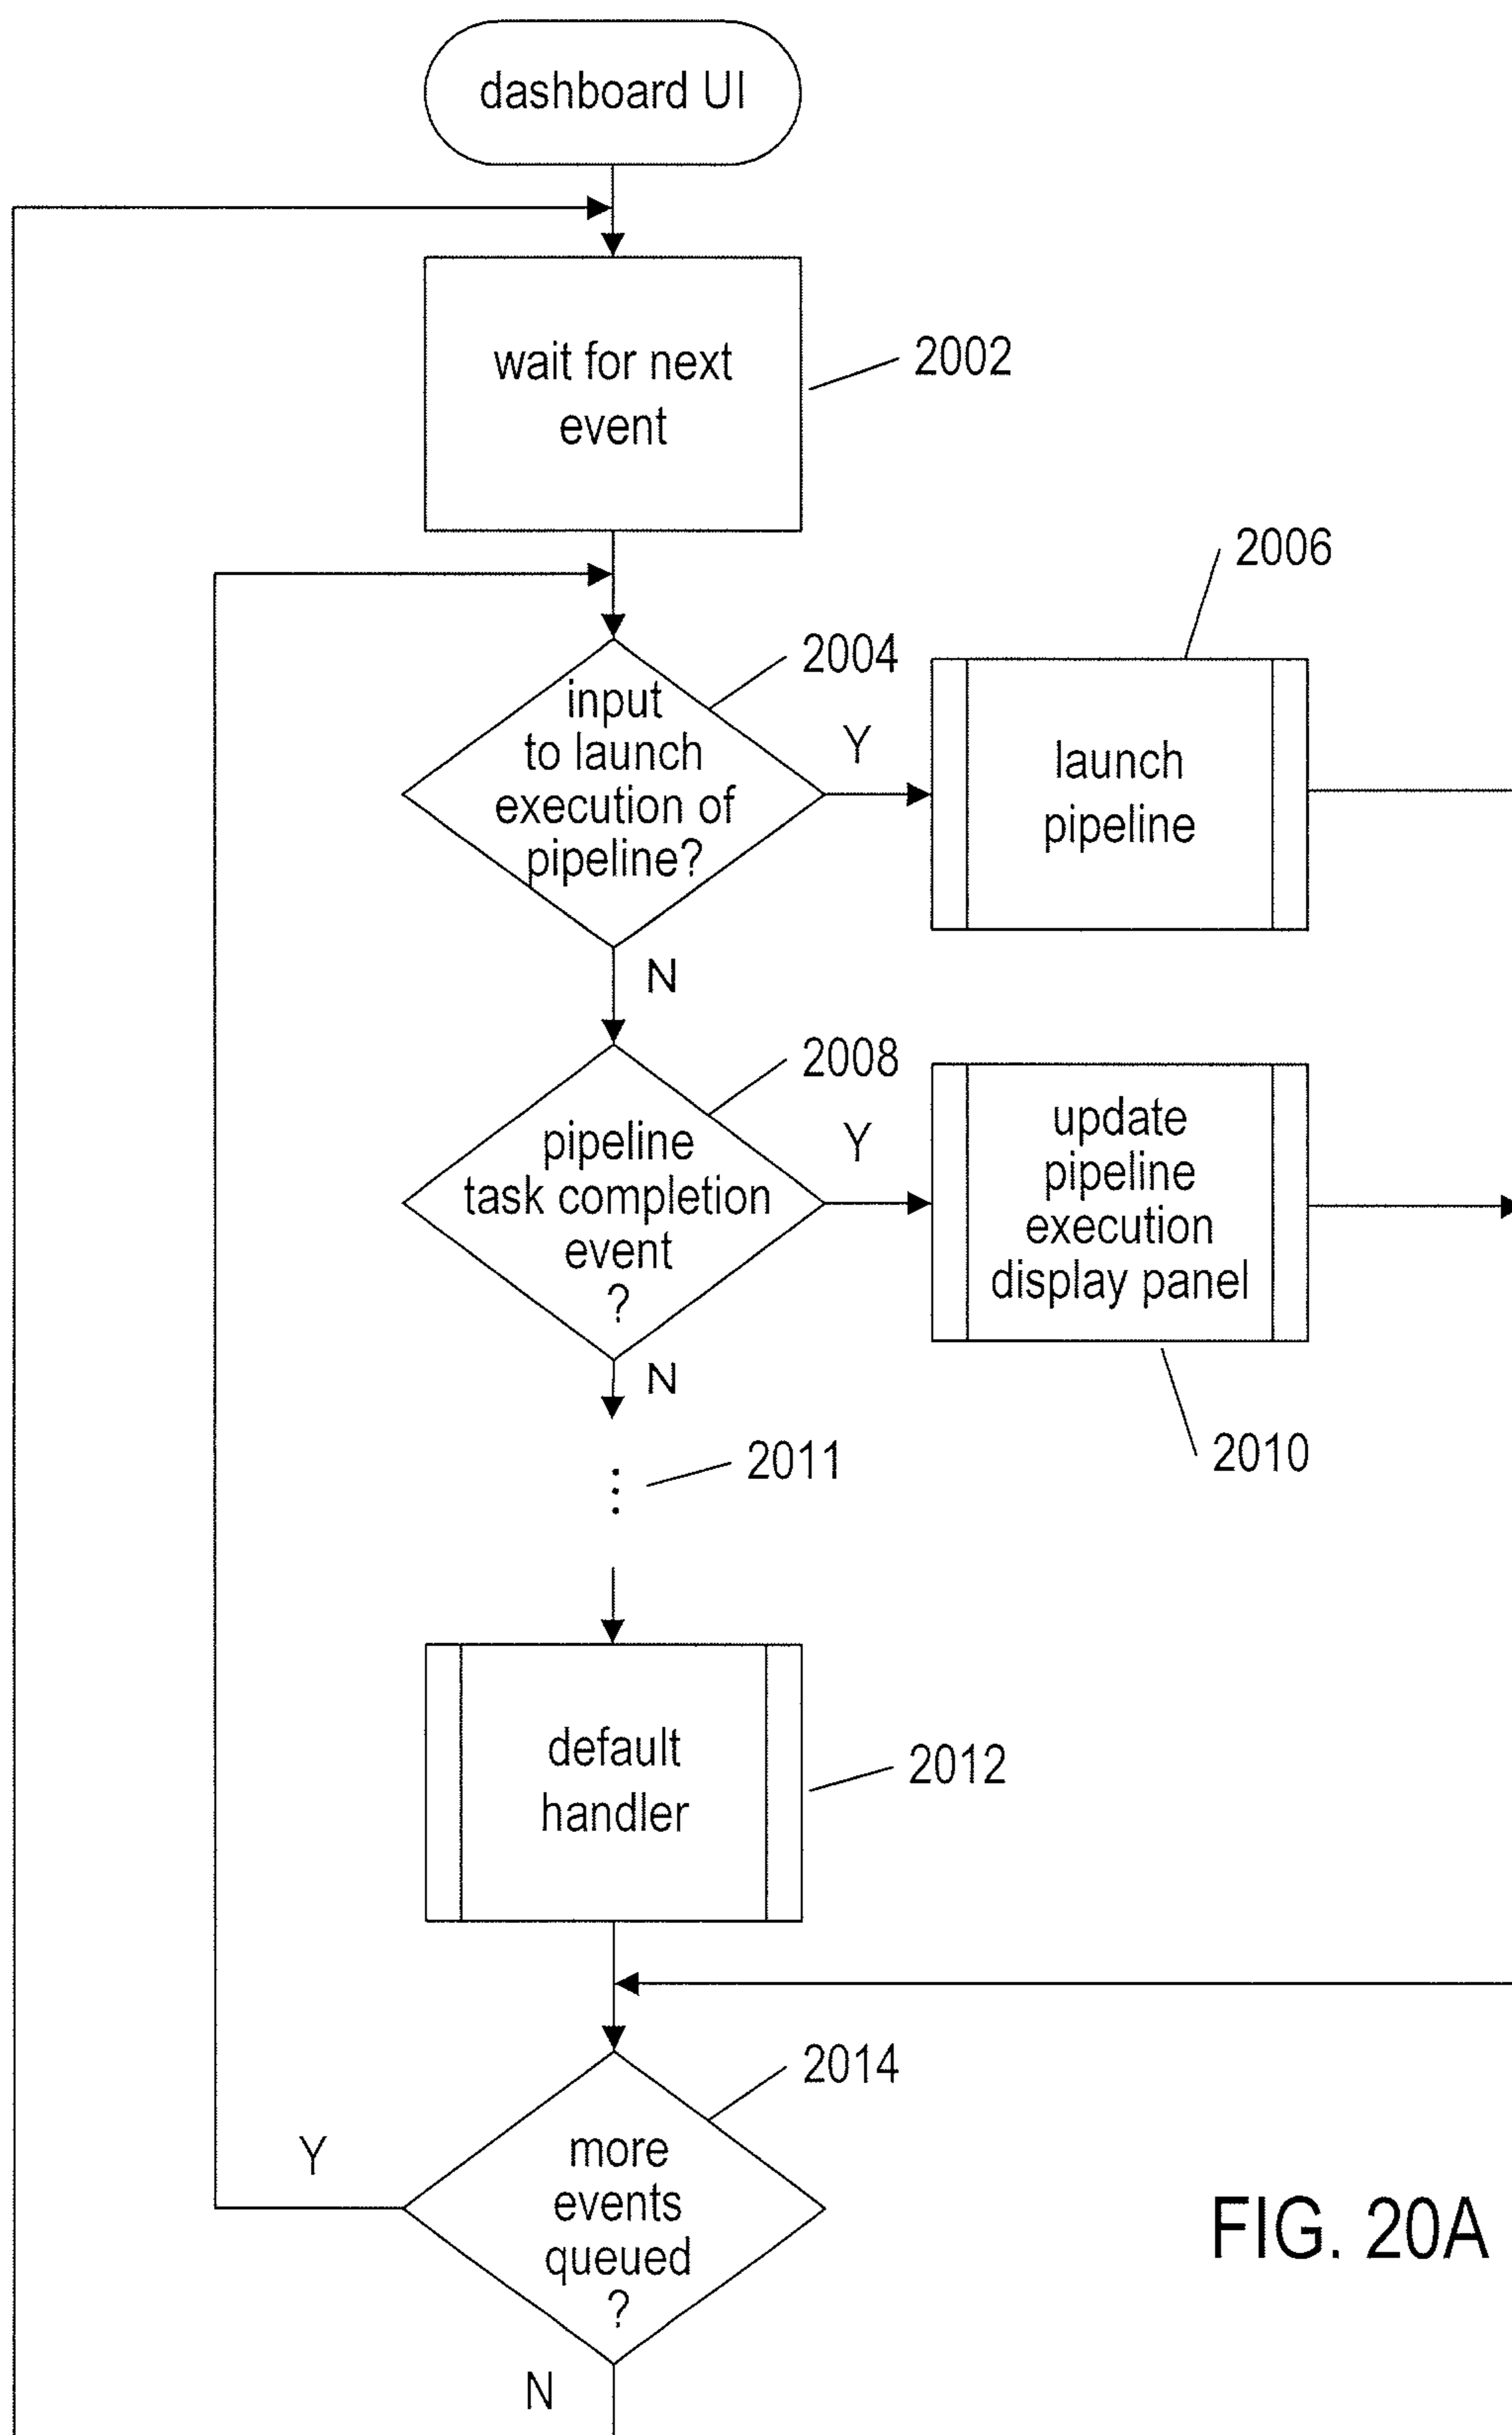 dashboard UI
wait for next
event
2002
2006
2004
input
to launch
execution of
pipeline?
Y
launch
pipeline
N
2008
pipeline
task completion
event
?
Y
update
pipeline
execution
display panel
N
2010
2011
default
handler
2012
2014
more
events
queued
?
Y
N
FIG. 20A